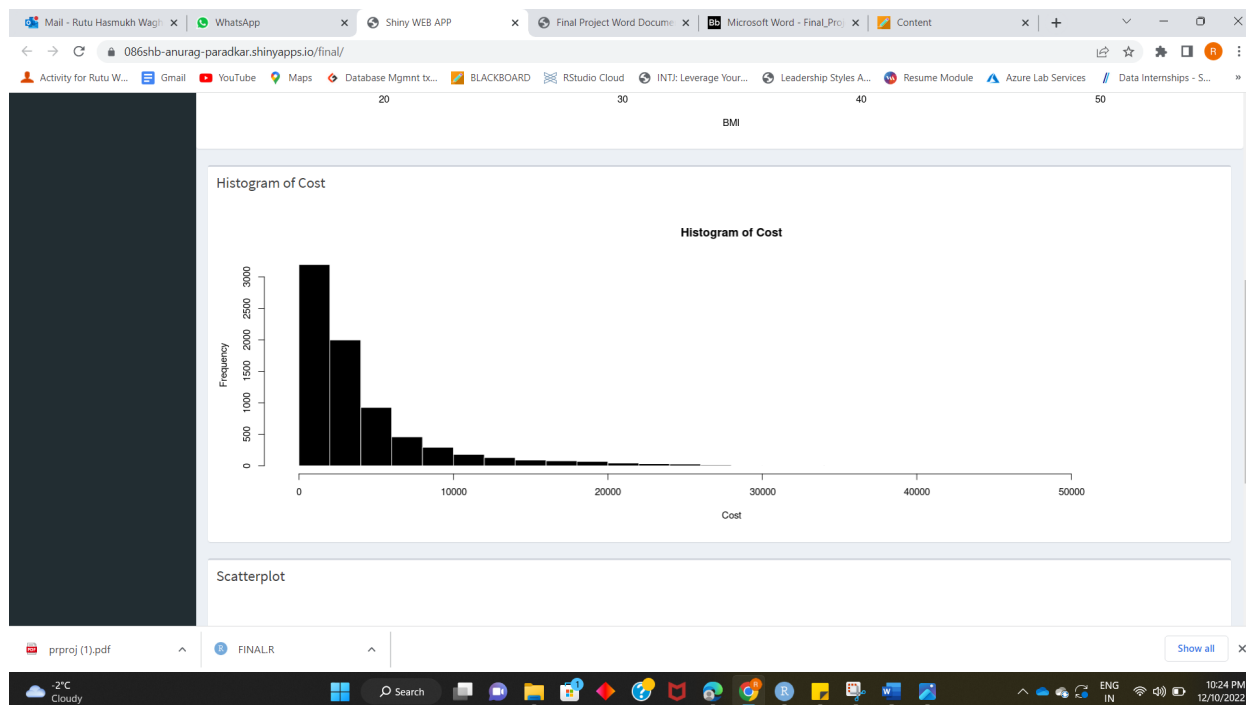 Mail - Rutu Hasmukh Wagh
WhatsApp
Shiny WEB APP
Final Project Word Docume
Bb Microsoft Word - Final_Proj
Content
086shb-anurag-paradkar.shinyapps.io/final/
R
Activity for Rutu W...
Gmail
YouTube
Maps
Database Mgmnt tx...
BLACKBOARD
RStudio Cloud
INTJ: Leverage Your...
Leadership Styles A...
Resume Module
Azure Lab Services
Data Internships - S...
»
20 30 40 50
BMI
Histogram of Cost
Histogram of Cost
Frequency
3000
2500
2000
1500
1000
500
0
0 10000 20000 30000 40000 50000
Cost
Scatterplot
prproj (1).pdf
R FINAL.R
Show all
-2°C
Cloudy
Search
ENG
IN
10:24 PM
12/10/2022